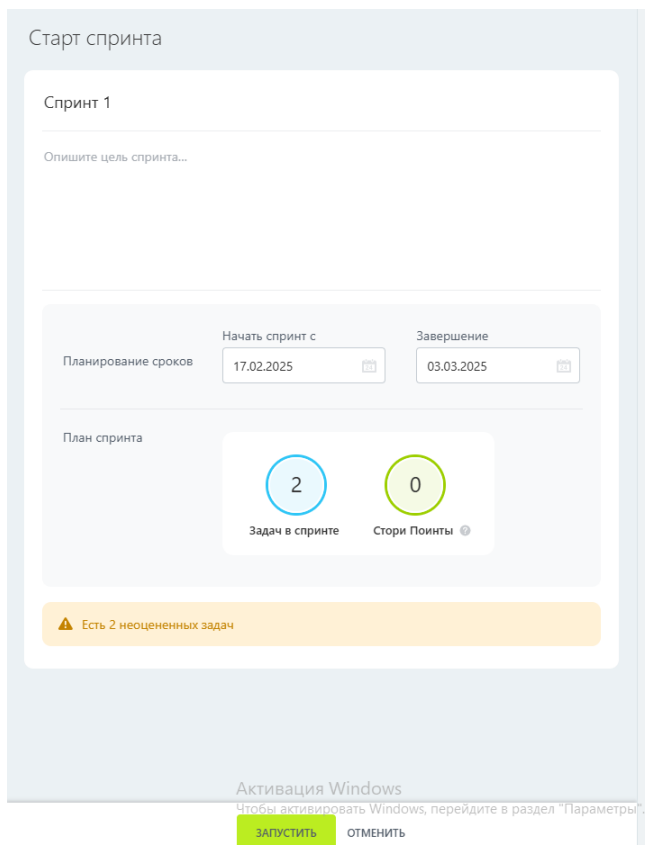 Старт спринта
Спринт 1
Опишите цель спринта...
Начать спринт с
Завершение
Планирование сроков
17.02.2025
03.03.2025
План спринта
2
0
Задач в спринте
Стори Поинты
Есть 2 неоцененных задач
Активация Windows
Чтобы активировать Windows, перейдите в раздел "Параметры".
ЗАПУСТИТЬ
ОТМЕНИТЬ